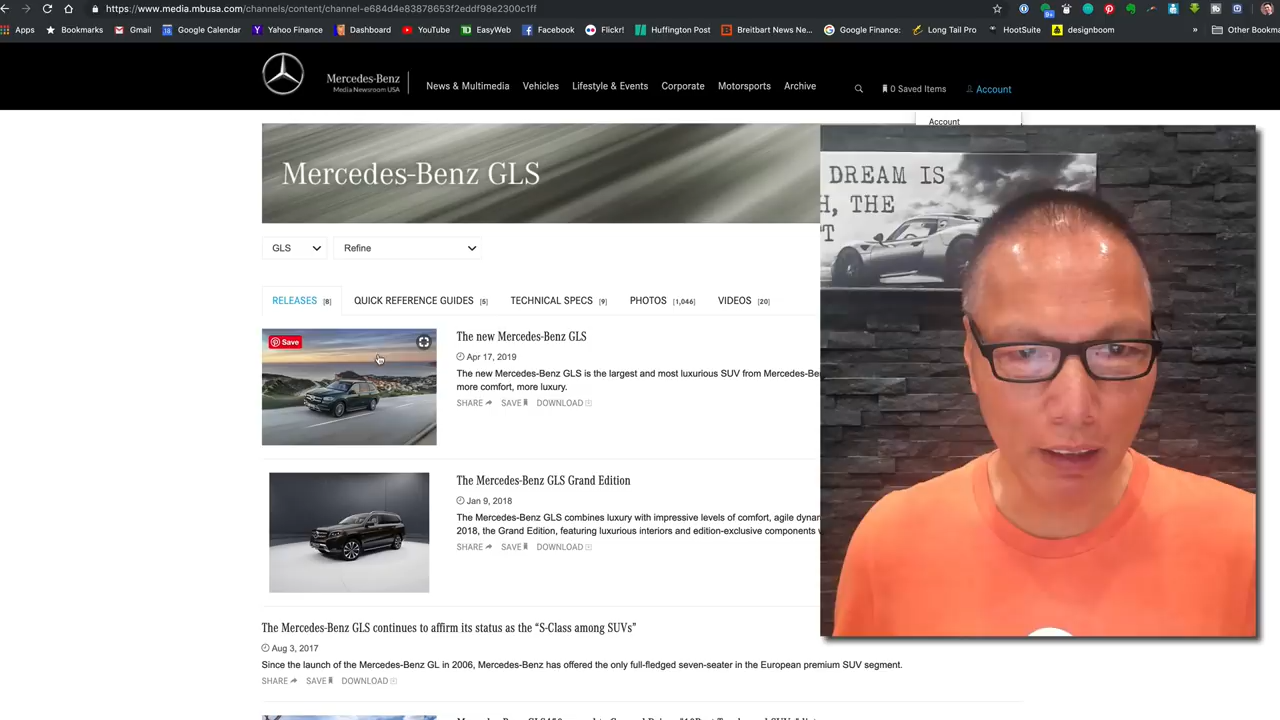 https://www.media.mbusa.com/channels/content/channel-e684d4e83878653f2eddf98e2300c1ff
9+
Apps Bookmarks Gmail Google Calendar Yahoo Finance Dashboard YouTube EasyWeb Facebook Flickr! Huffington Post Breitbart News Ne... Google Finance: Long Tail Pro HootSuite designboom » Other Bookma
Mercedes-Benz
Media Newsroom USA
News & Multimedia Vehicles Lifestyle & Events Corporate Motorsports Archive 0 Saved Items Account
Account
Mercedes-Benz GLS
DREAM IS
H, THE
T
GLS Refine
RELEASES [8] QUICK REFERENCE GUIDES [5] TECHNICAL SPECS [9] PHOTOS [1,046] VIDEOS [20]
Save
The new Mercedes-Benz GLS
Apr 17, 2019
The new Mercedes-Benz GLS is the largest and most luxurious SUV from Mercedes-Be
more comfort, more luxury.
SHARE SAVE DOWNLOAD
The Mercedes-Benz GLS Grand Edition
Jan 9, 2018
The Mercedes-Benz GLS combines luxury with impressive levels of comfort, agile dynar
2018, the Grand Edition, featuring luxurious interiors and edition-exclusive components
SHARE SAVE DOWNLOAD
The Mercedes-Benz GLS continues to affirm its status as the “S-Class among SUVs”
Aug 3, 2017
Since the launch of the Mercedes-Benz GL in 2006, Mercedes-Benz has offered the only full-fledged seven-seater in the European premium SUV segment.
SHARE SAVE DOWNLOAD